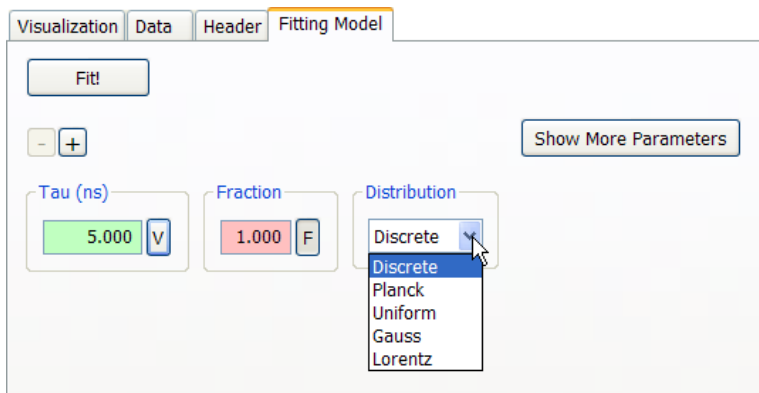 Visualization Data Header Fitting Model
Fit!
- +
Show More Parameters
Tau (ns) Fraction Distribution
5.000 V 1.000 F Discrete
Discrete
Planck
Uniform
Gauss
Lorentz